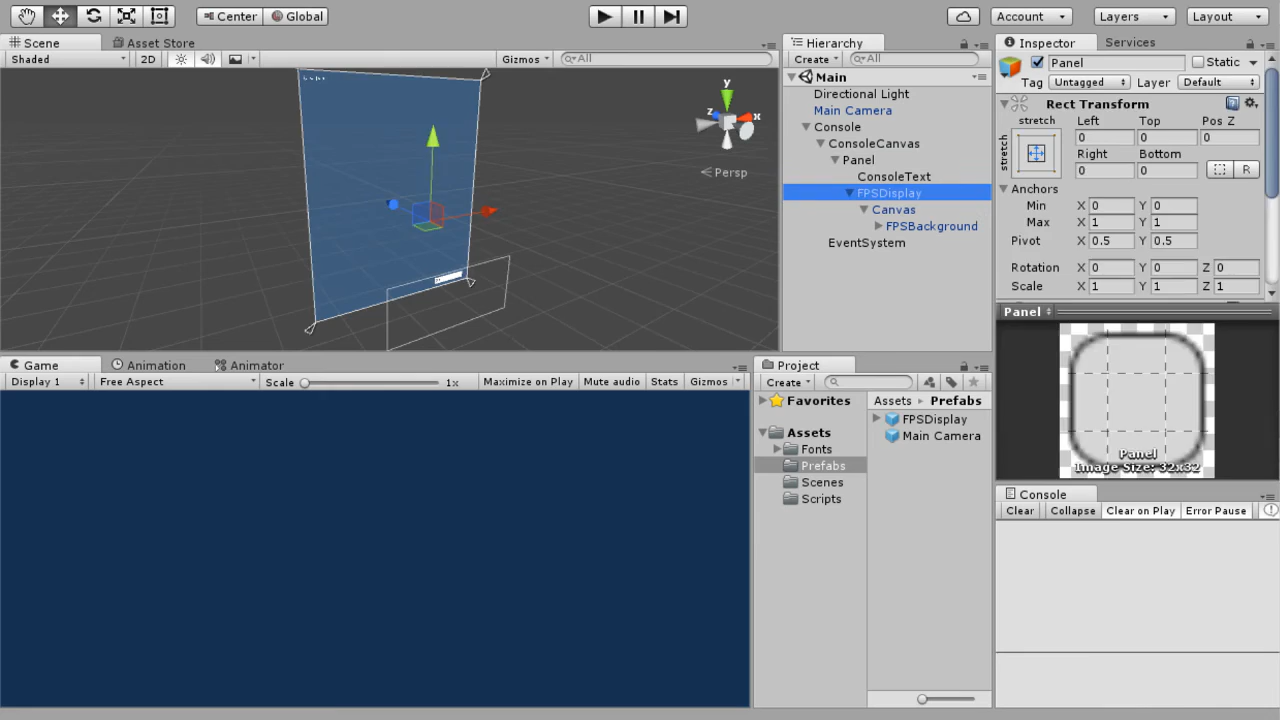 Center Global Account Layers Layout
Scene Asset Store Hierarchy Inspector Services
Shaded 2D Gizmos All Create All Panel Static
Main Tag Untagged Layer Default
Directional Light Rect Transform
Main Camera stretch Left Top Pos Z
Console stretch 0 0 0
ConsoleCanvas Right Bottom
Panel 0 0 R
ConsoleText Anchors
FPSDisplay Min X 0 Y 0
Canvas Max X 1 Y 1
FPSBackground Pivot X 0.5 Y 0.5
EventSystem Rotation X 0 Y 0 Z 0
Scale X 1 Y 1 Z 1
y
z x
Persp
Panel
Panel
Image Size: 32x32
Game Animation Animator Project
Display 1 Free Aspect Scale 1x Maximize on Play Mute audio Stats Gizmos Create
Favorites Assets Prefabs
Assets FPSDisplay
Fonts Main Camera
Prefabs
Scenes
Scripts
Console
Clear Collapse Clear on Play Error Pause